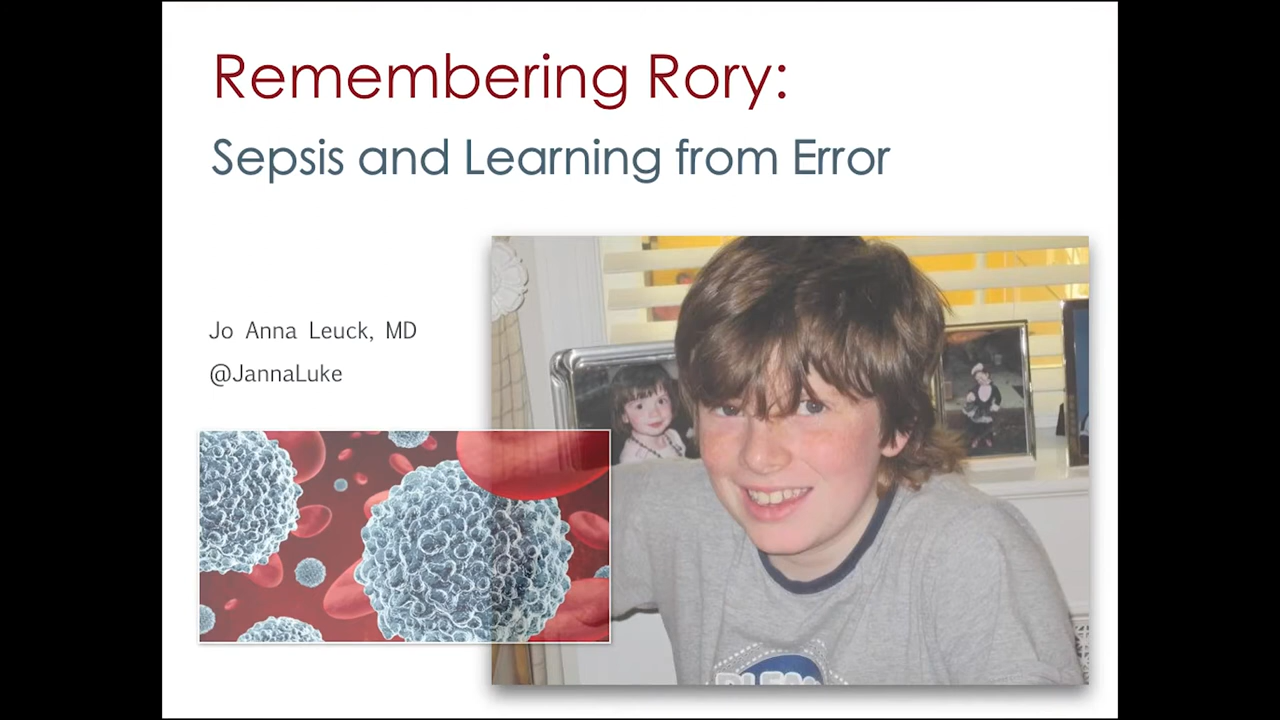 Remembering Rory:
Sepsis and Learning from Error
Jo Anna Leuck, MD
@JannaLuke